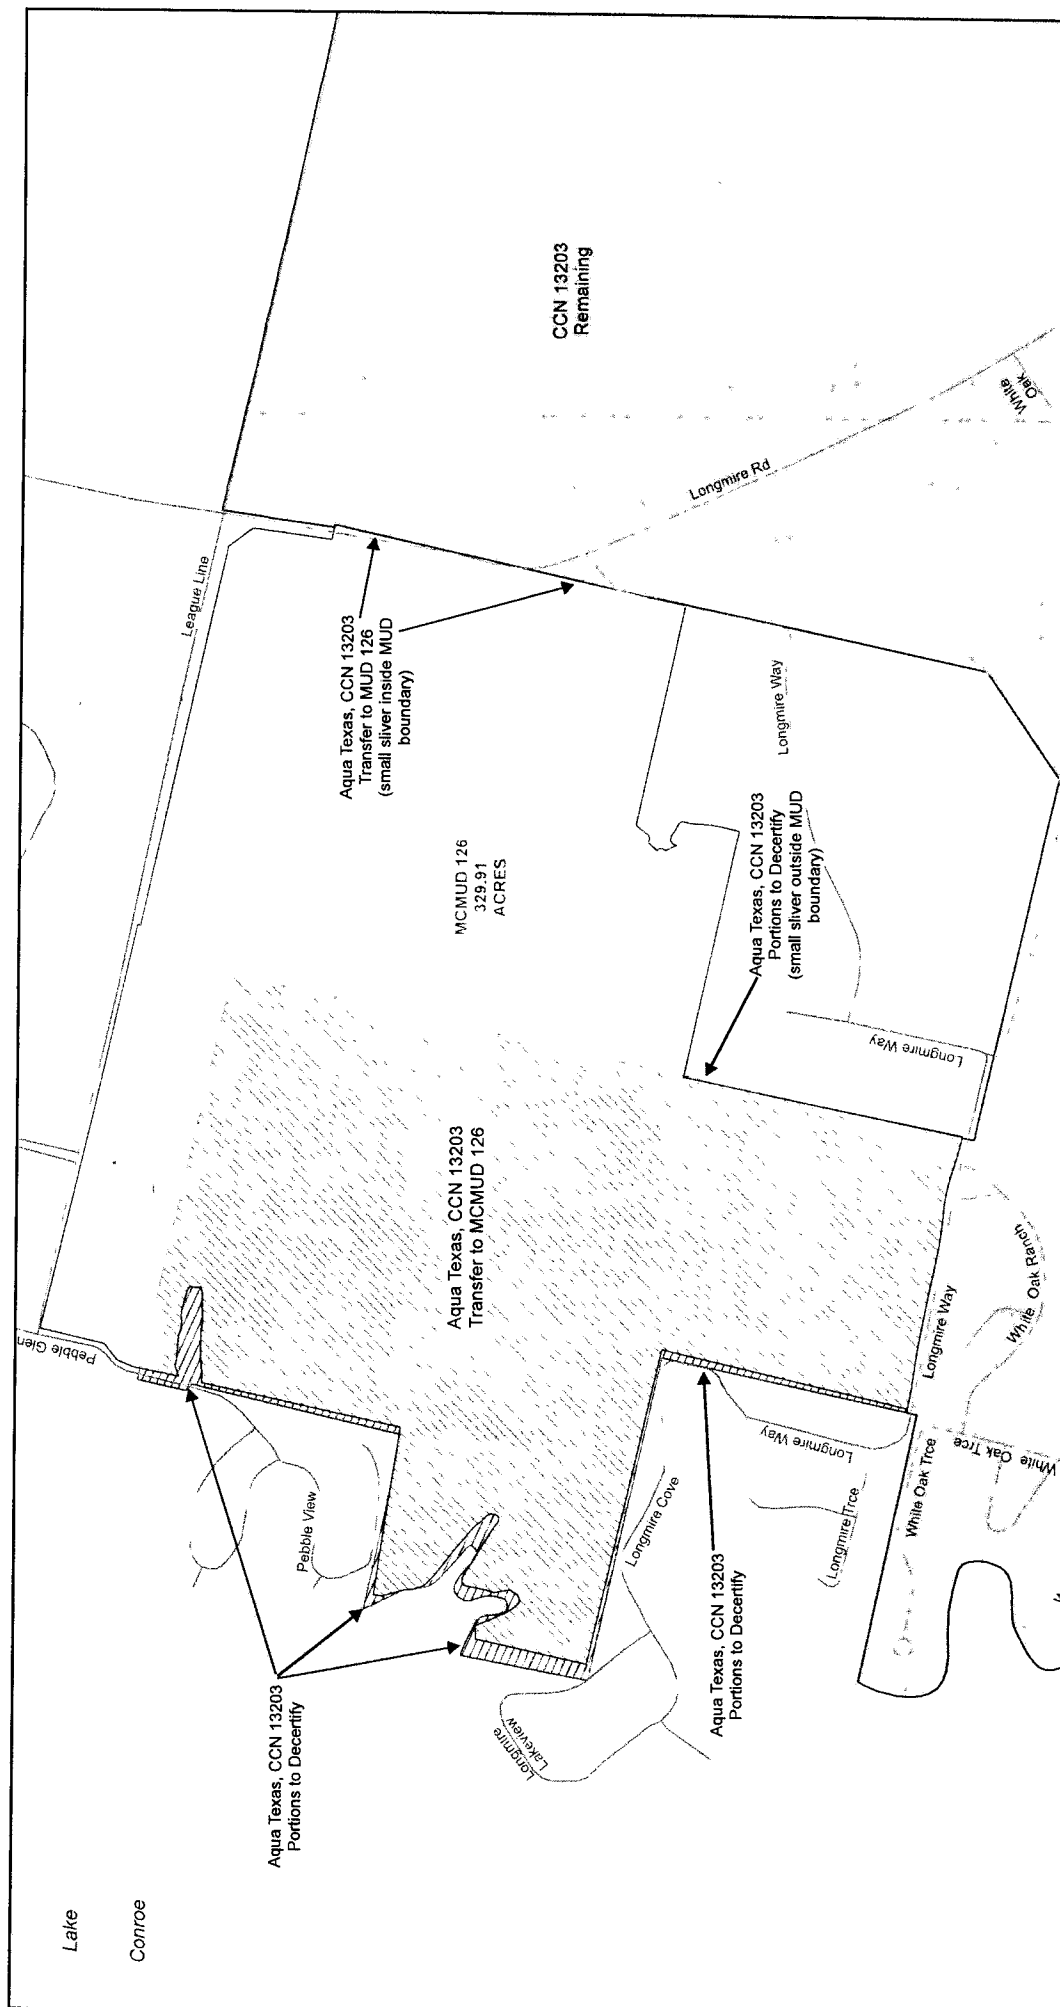 Lake
Conroe
Pebble Glen
League Line
Pebble View
Aqua Texas, CCN 13203
Portions to Decertify
Aqua Texas, CCN 13203
Transfer to MUD 126
(small sliver inside MUD
boundary)
MCMUD 126
329.91
ACRES
CCN 13203
Remaining
Aqua Texas, CCN 13203
Transfer to MCMUD 126
Longmire
Lakeview
Longmire Cove
Longmire Rd
White
Oak
Aqua Texas, CCN 13203
Portions to Decertify
Aqua Texas, CCN 13203
Portions to Decertify
(small sliver outside MUD
boundary)
Longmire Way
Longmire Way
Longmire Way
Longmire Trce
Longmire Way
White Oak Trce
White Oak Trce
White Oak Ranch